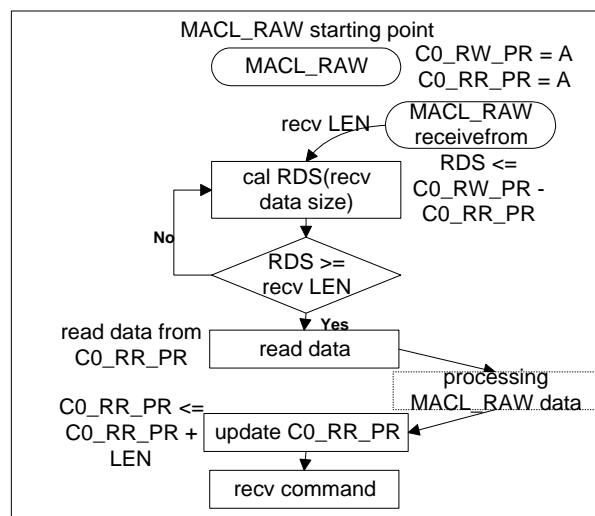 MACL_RAW starting point
MACL_RAW
C0_RW_PR = A
C0_RR_PR = A
recv LEN
MACL_RAW
receivefrom
cal RDS(recv
data size)
RDS <=
C0_RW_PR -
C0_RR_PR
No
RDS >=
recv LEN
Yes
read data from
C0_RR_PR
read data
processing
MACL_RAW data
C0_RR_PR <=
C0_RR_PR +
LEN
update C0_RR_PR
recv command